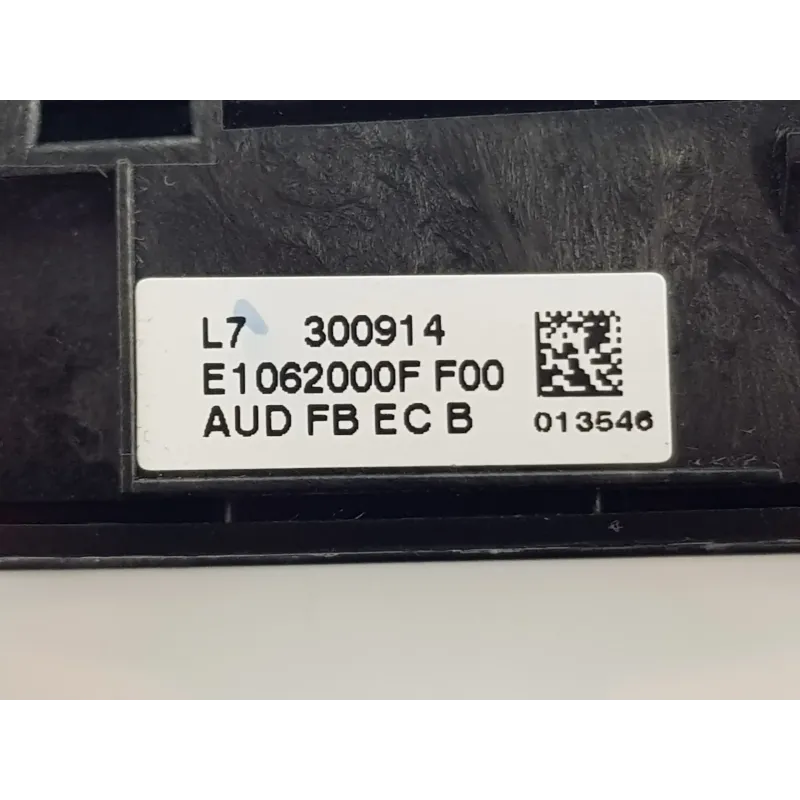 L7 300914
E1062000F F00
AUD FB EC B
013546